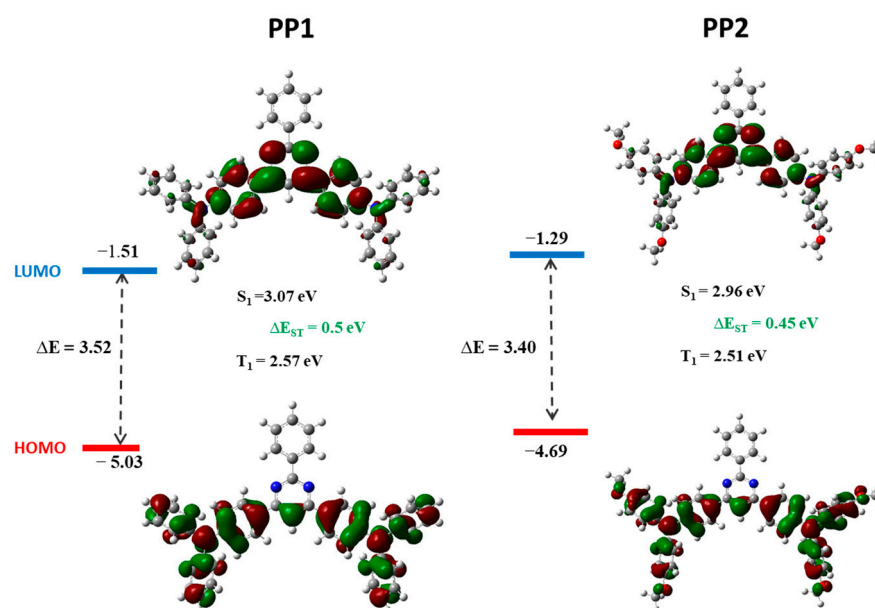 PP1
PP2
−1.51
LUMO
S₁ =3.07 eV
ΔE_ST = 0.5 eV
ΔE = 3.52
T₁ = 2.57 eV
HOMO
− 5.03
−1.29
S₁ = 2.96 eV
ΔE_ST = 0.45 eV
ΔE = 3.40
T₁ = 2.51 eV
−4.69